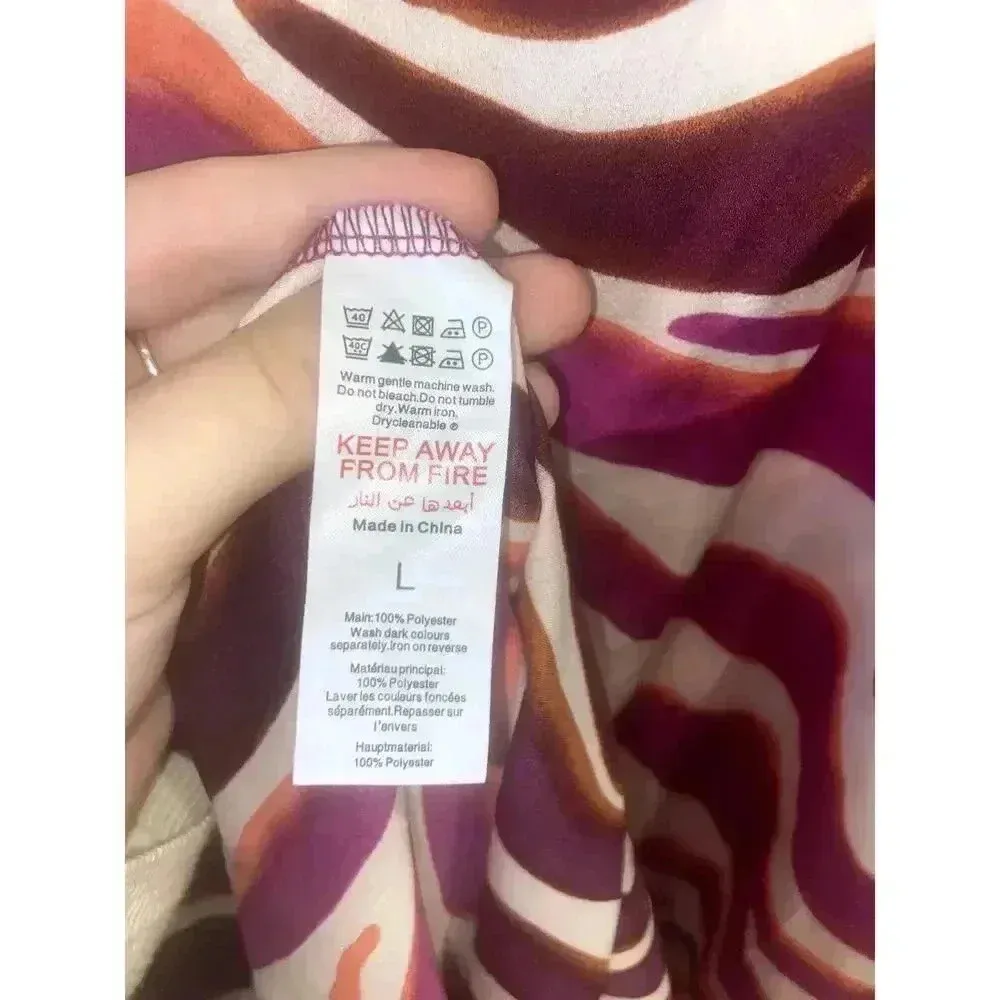 40 P
40C P
Warm gentle machine wash.
Do not bleach.Do not tumble
dry.Warm iron.
Drycleanable ℗
KEEP AWAY
FROM FIRE
أبعدها عن النار
Made in China
L
Main:100% Polyester
Wash dark colours
separately.Iron on reverse
Matériau principal:
100% Polyester
Laver les couleurs foncées
séparément.Repasser sur
l'envers
Hauptmaterial:
100% Polyester